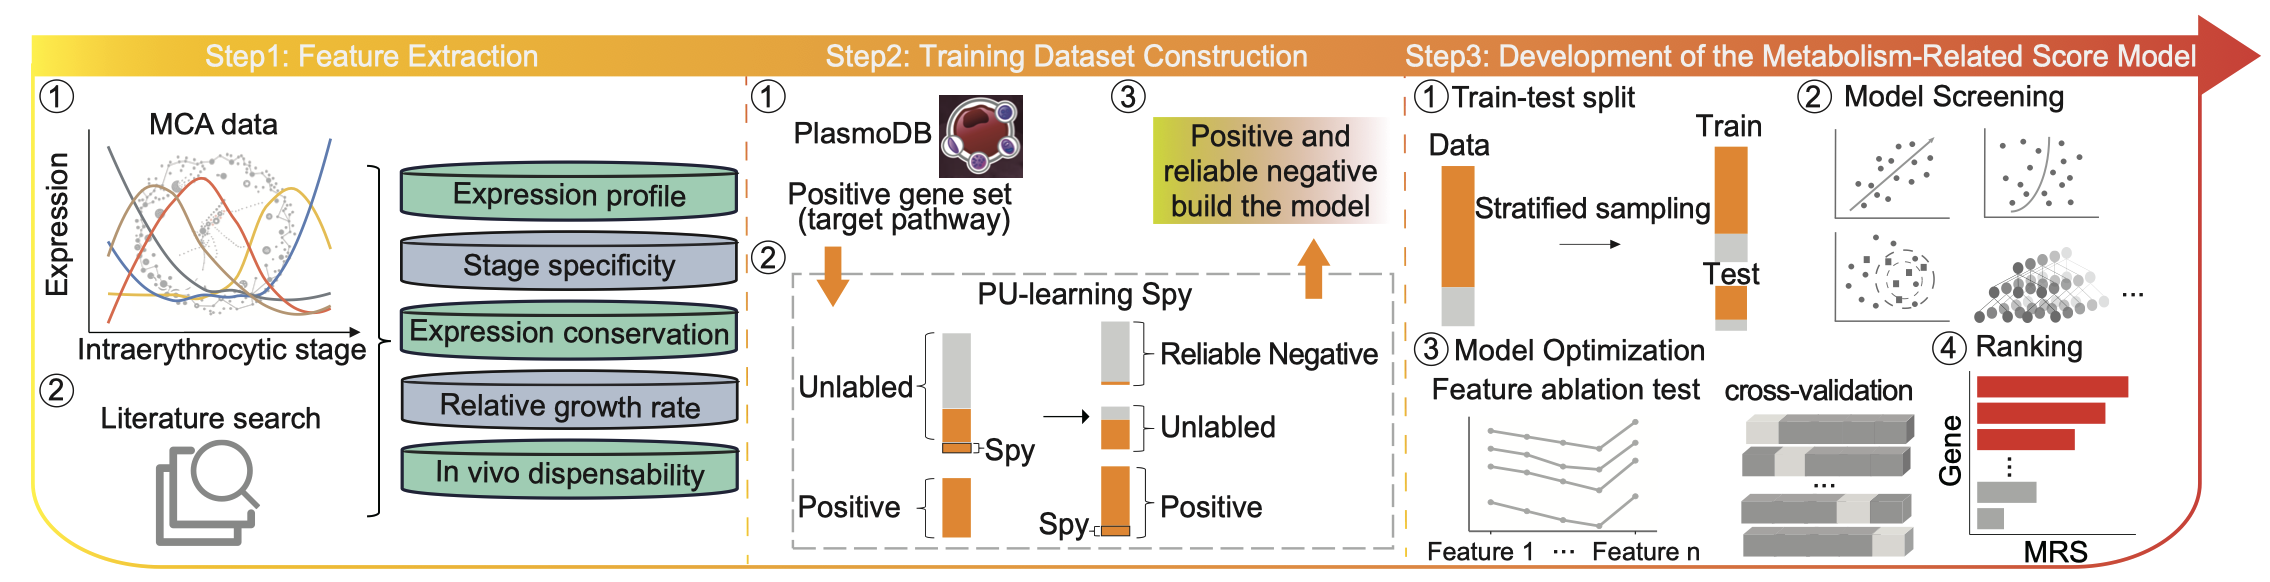 Step1: Feature Extraction
①
MCA data
Expression
Intraerythrocytic stage
②
Literature search
Expression profile
Stage specificity
Expression conservation
Relative growth rate
In vivo dispensability
Step2: Training Dataset Construction
①
PlasmoDB
Positive gene set
(target pathway)
②
PU-learning Spy
Unlabled
Spy
Positive
Reliable Negative
Unlabled
Spy
Positive
③
Positive and
reliable negative
build the model
Step3: Development of the Metabolism-Related Score Model
① Train-test split
Data
Stratified sampling
Train
Test
② Model Screening
...
③ Model Optimization
Feature ablation test
Feature 1 ... Feature n
cross-validation
...
④ Ranking
Gene
...
MRS